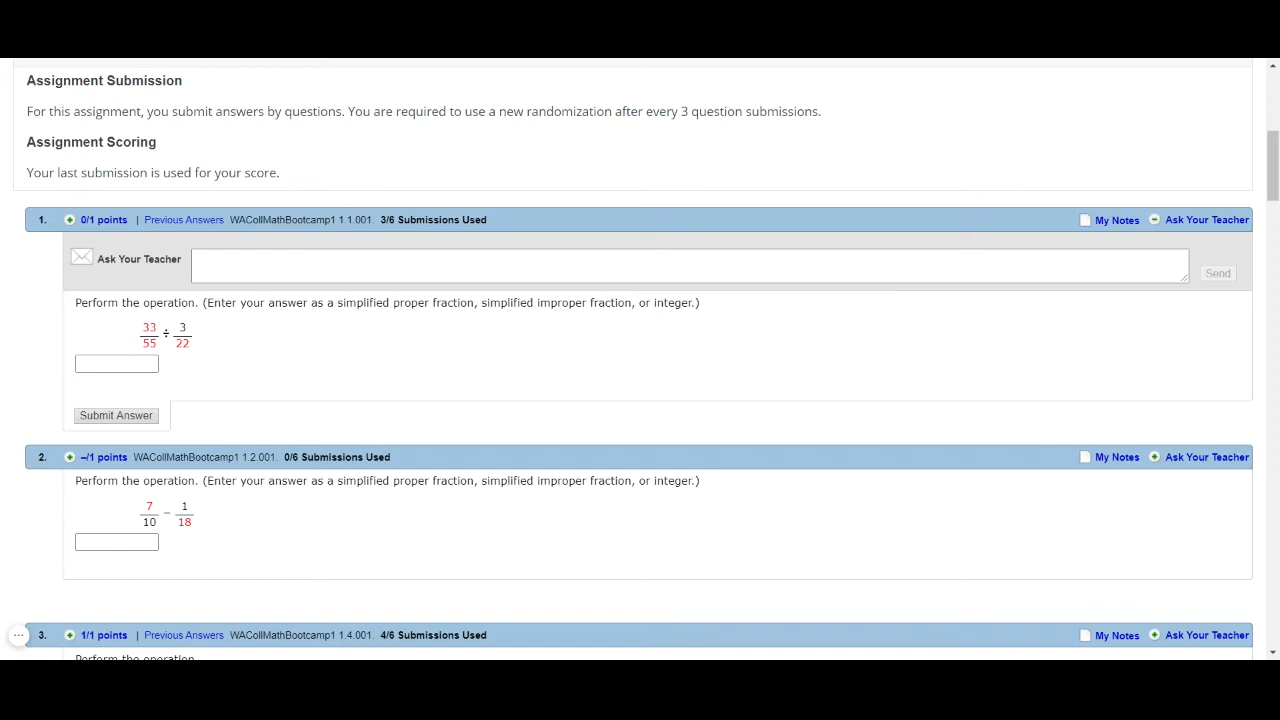 Assignment Submission
For this assignment, you submit answers by questions. You are required to use a new randomization after every 3 question submissions.
Assignment Scoring
Your last submission is used for your score.
1. 0/1 points | Previous Answers WACollMathBootcamp1 1.1.001. 3/6 Submissions Used My Notes Ask Your Teacher
Ask Your Teacher
Send
Perform the operation. (Enter your answer as a simplified proper fraction, simplified improper fraction, or integer.)
33/55 ÷ 3/22
Submit Answer
2. –/1 points WACollMathBootcamp1 1.2.001. 0/6 Submissions Used My Notes Ask Your Teacher
Perform the operation. (Enter your answer as a simplified proper fraction, simplified improper fraction, or integer.)
7/10 − 1/18
3. 1/1 points | Previous Answers WACollMathBootcamp1 1.4.001. 4/6 Submissions Used My Notes Ask Your Teacher
Perform the operation.